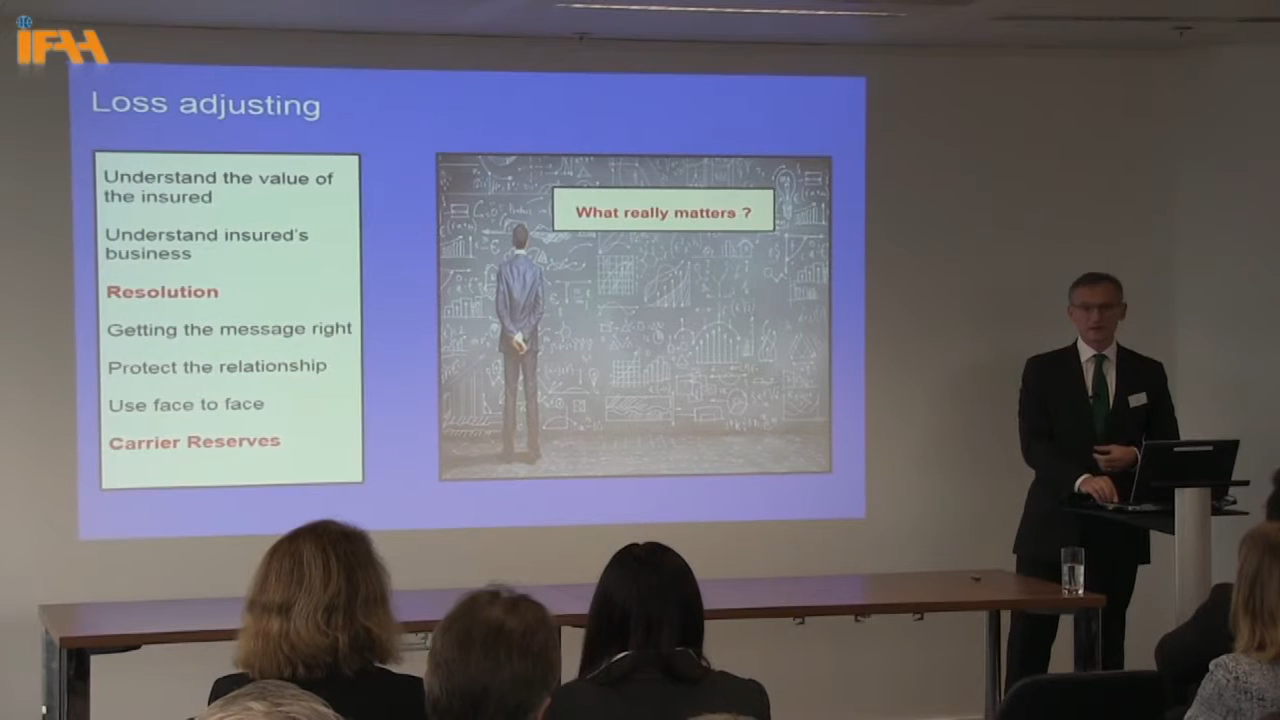 IFAA
Loss adjusting
Understand the value of
the insured
Understand insured's
business
Resolution
Getting the message right
Protect the relationship
Use face to face
Carrier Reserves
What really matters ?